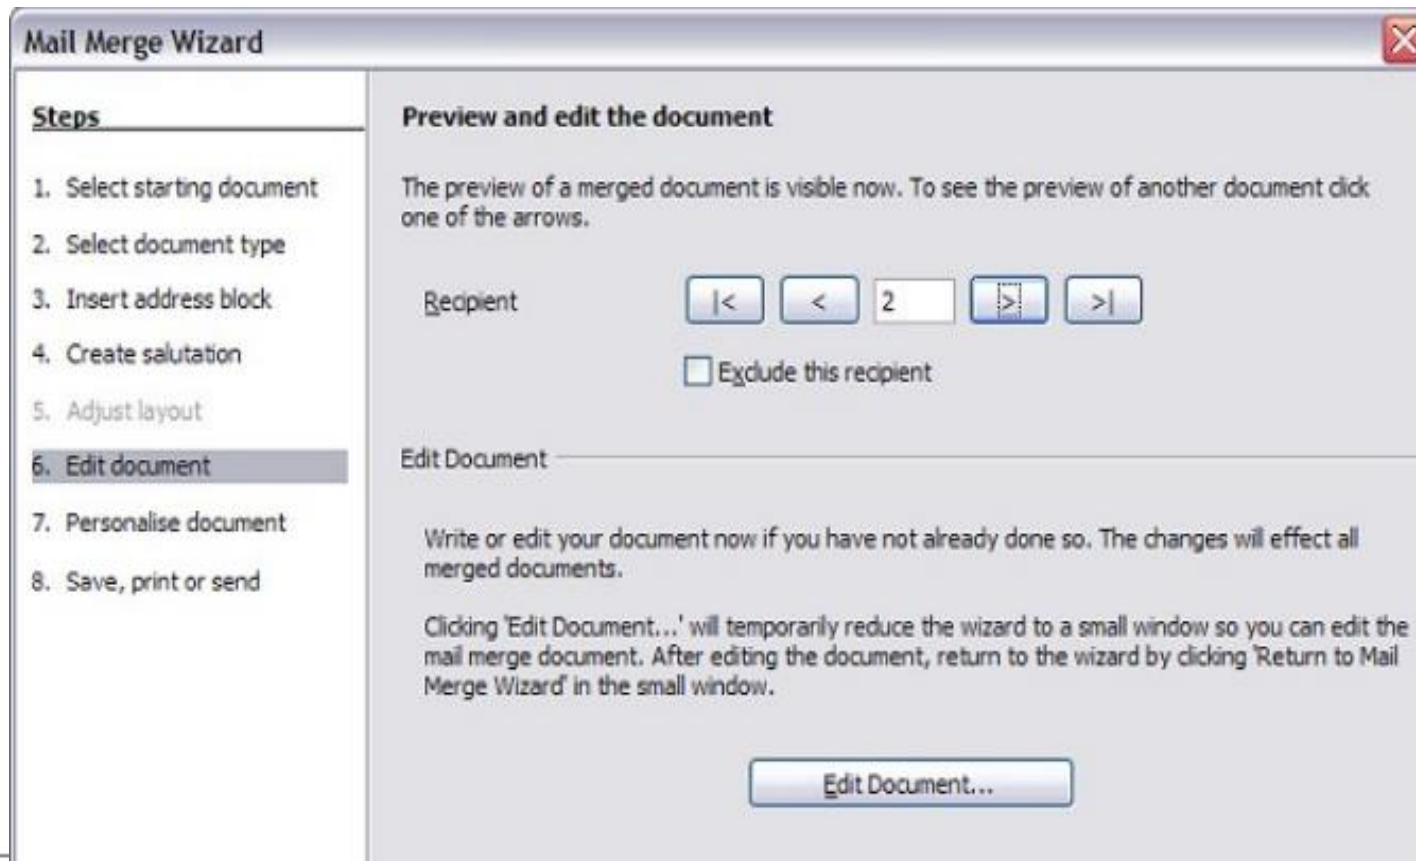 Mail Merge Wizard
Steps
1. Select starting document
2. Select document type
3. Insert address block
4. Create salutation
5. Adjust layout
6. Edit document
7. Personalise document
8. Save, print or send
Preview and edit the document
The preview of a merged document is visible now. To see the preview of another document click
one of the arrows.
Recipient |< < 2 > >|
Exclude this recipient
Edit Document
Write or edit your document now if you have not already done so. The changes will effect all
merged documents.
Clicking 'Edit Document...' will temporarily reduce the wizard to a small window so you can edit the
mail merge document. After editing the document, return to the wizard by clicking 'Return to Mail
Merge Wizard' in the small window.
Edit Document...